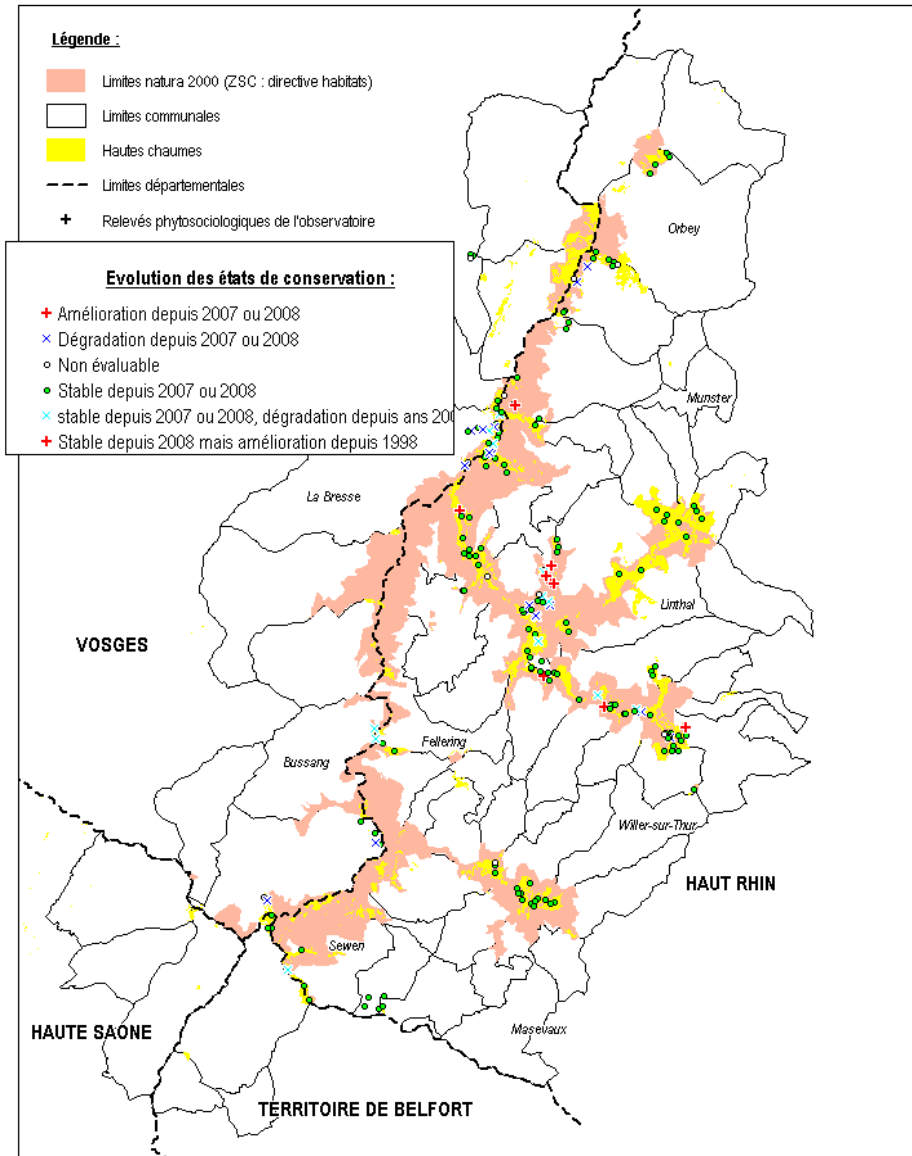 Légende :
Limites natura 2000 (ZSC : directive habitats)
Limites communales
Hautes chaumes
Limites départementales
Relevés phytosociologiques de l'observatoire
Evolution des états de conservation :
Amélioration depuis 2007 ou 2008
Dégradation depuis 2007 ou 2008
Non évaluable
Stable depuis 2007 ou 2008
stable depuis 2007 ou 2008, dégradation depuis ans 200
Stable depuis 2008 mais amélioration depuis 1998
Orbey
Munster
La Bresse
Linthal
VOSGES
Fellering
Bussang
Willer-sur-Thur
HAUT RHIN
Sewen
HAUTE SAONE
Masevaux
TERRITOIRE DE BELFORT